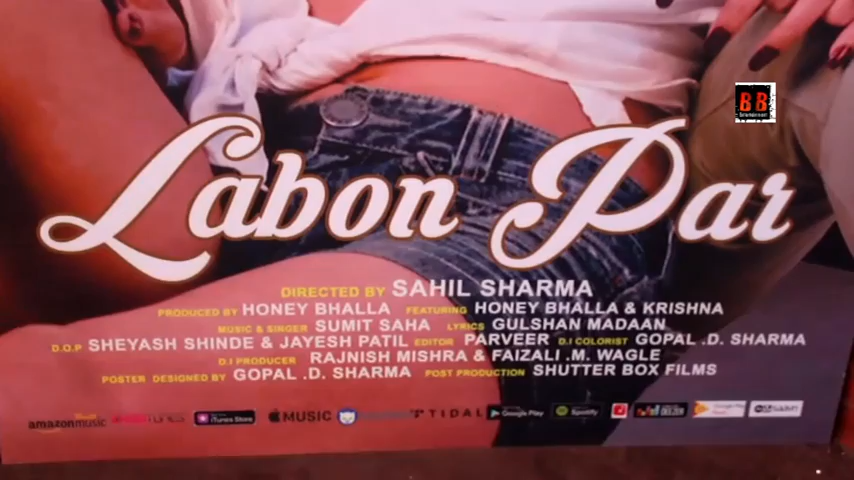 BB
Entertainment
Labon Par
DIRECTED BY SAHIL SHARMA
PRODUCED BY HONEY BHALLA FEATURING HONEY BHALLA & KRISHNA
MUSIC & SINGER SUMIT SAHA LYRICS GULSHAN MADAAN
D.O.P SHEYASH SHINDE & JAYESH PATIL EDITOR PARVEER D.I COLORIST GOPAL .D. SHARMA
D.I PRODUCER RAJNISH MISHRA & FAIZALI .M. WAGLE
POSTER DESIGNED BY GOPAL .D. SHARMA POST PRODUCTION SHUTTER BOX FILMS
amazonmusic iTunes Store MUSIC TIDAL Google Play Spotify